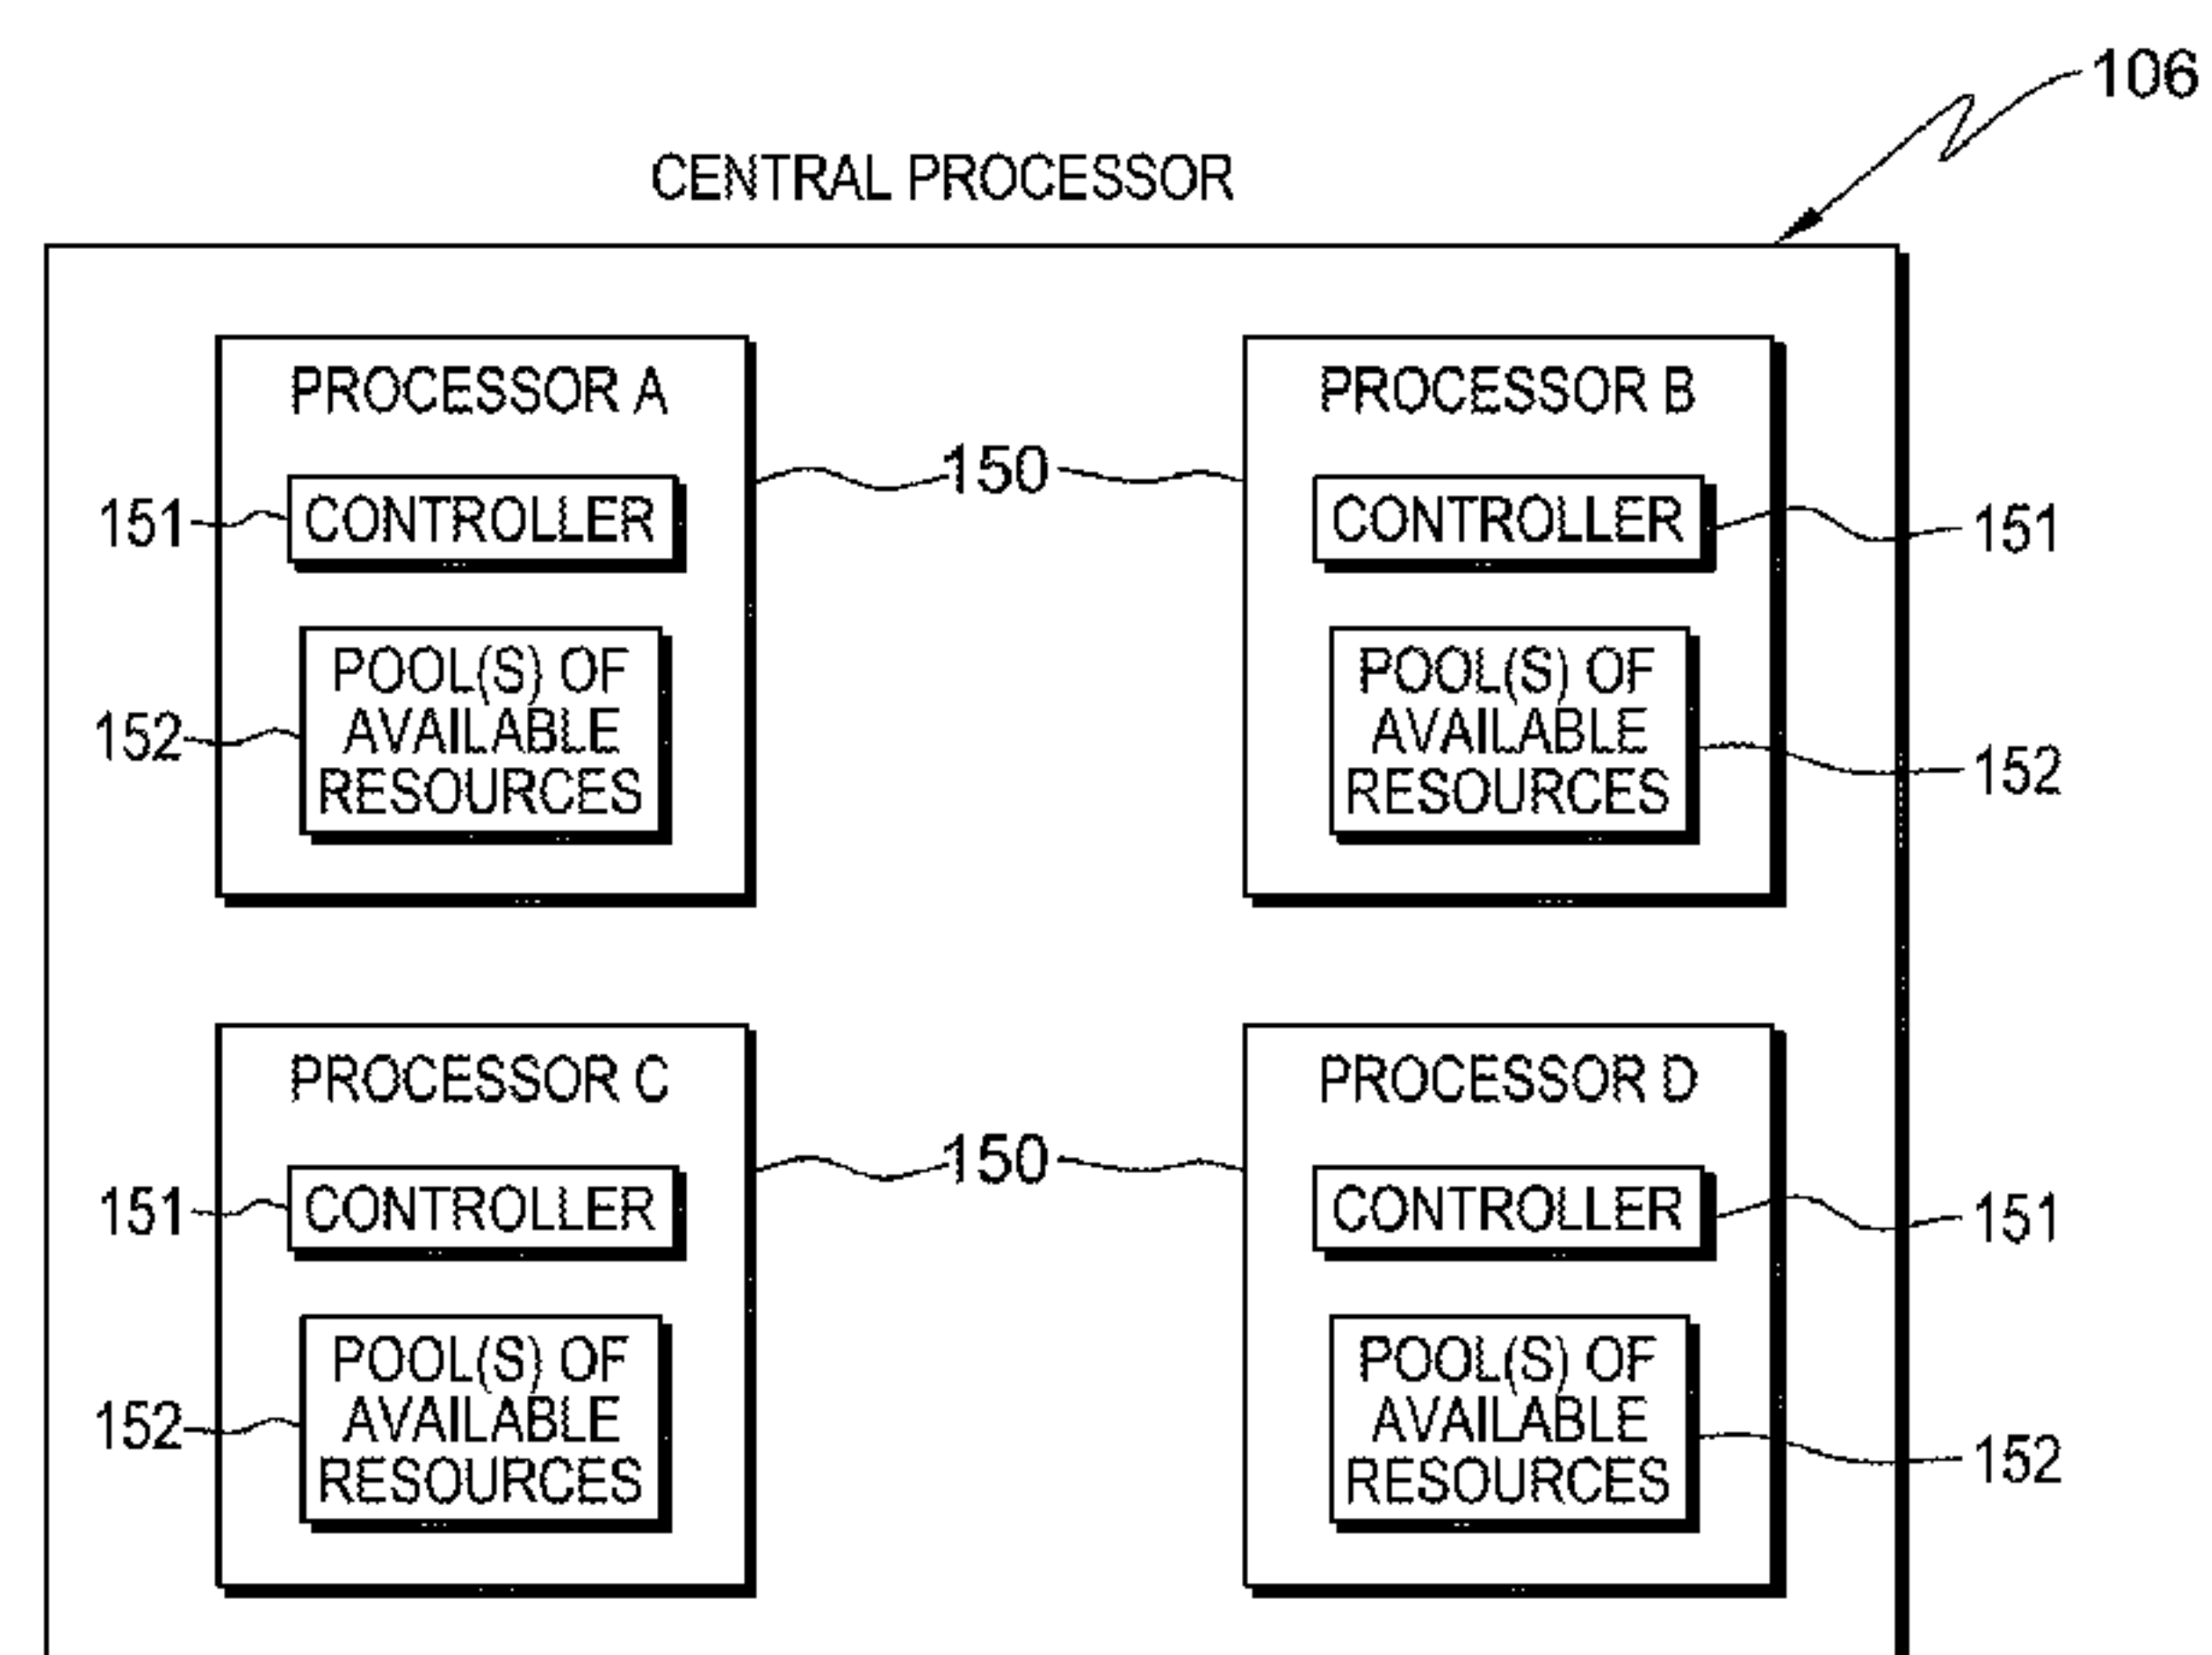 106
CENTRAL PROCESSOR
PROCESSOR A
PROCESSOR B
150
151
CONTROLLER
CONTROLLER
151
POOL(S) OF
AVAILABLE
RESOURCES
152
POOL(S) OF
AVAILABLE
RESOURCES
152
PROCESSOR C
PROCESSOR D
150
151
CONTROLLER
CONTROLLER
151
POOL(S) OF
AVAILABLE
RESOURCES
152
POOL(S) OF
AVAILABLE
RESOURCES
152